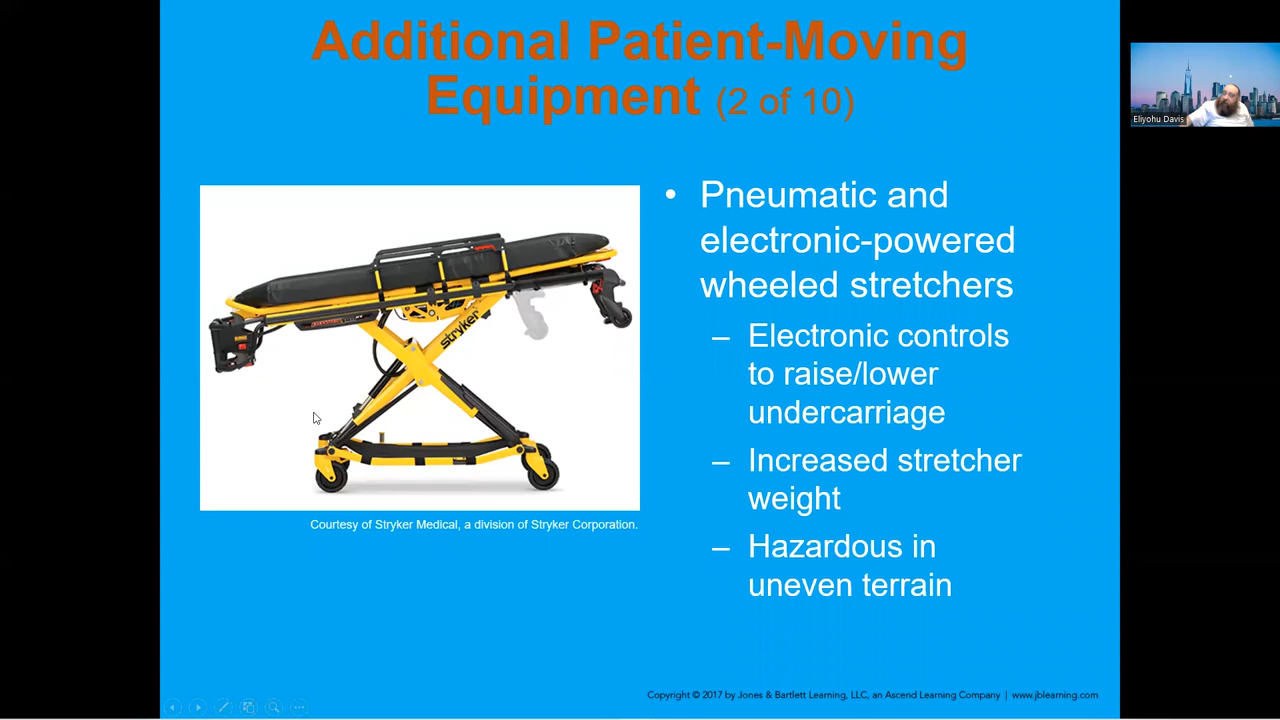 Additional Patient-Moving
Equipment (2 of 10)
Eliyohu Davis
• Pneumatic and
electronic-powered
wheeled stretchers
– Electronic controls
to raise/lower
undercarriage
– Increased stretcher
weight
– Hazardous in
uneven terrain
stryker
Courtesy of Stryker Medical, a division of Stryker Corporation.
Copyright © 2017 by Jones & Bartlett Learning, LLC, an Ascend Learning Company | www.jblearning.com